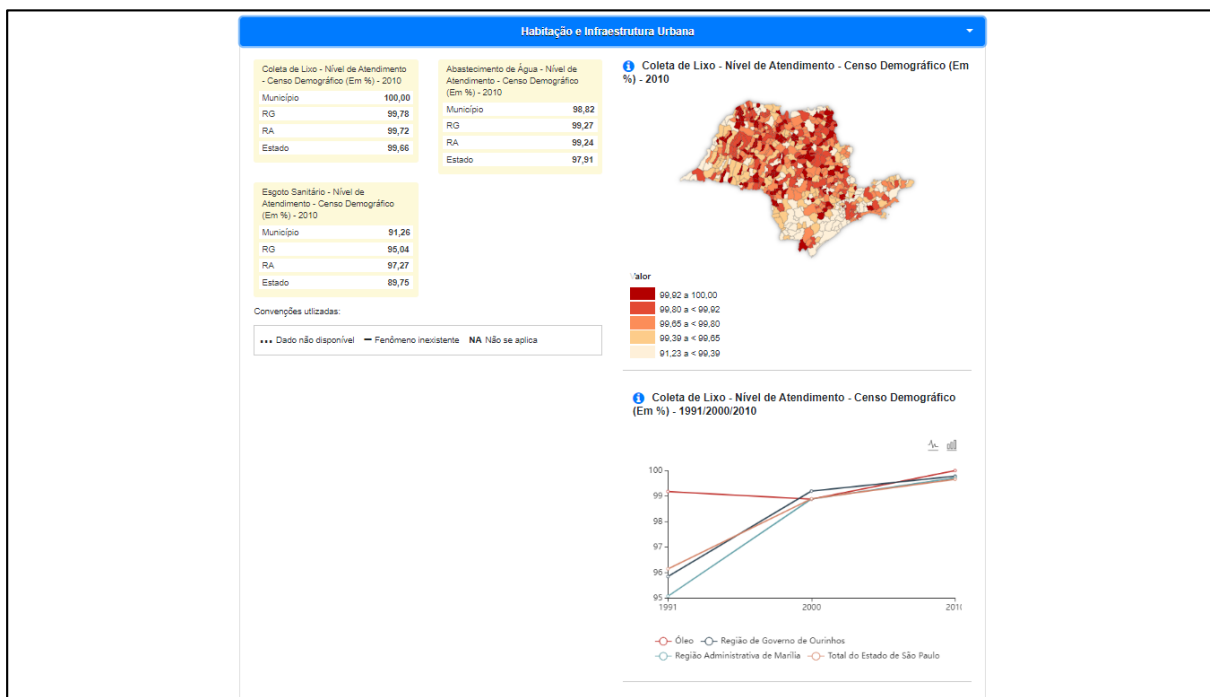 Habitação e Infraestrutura Urbana
Coleta de Lixo - Nível de Atendimento
- Censo Demográfico (Em %) - 2010
Município 100,00
RG 99,78
RA 99,72
Estado 99,66
Abastecimento de Água - Nível de
Atendimento - Censo Demográfico
(Em %) - 2010
Município 98,82
RG 99,27
RA 99,24
Estado 97,91
Esgoto Sanitário - Nível de
Atendimento - Censo Demográfico
(Em %) - 2010
Município 91,26
RG 95,04
RA 97,27
Estado 89,75
Convenções utlizadas:
... Dado não disponível – Fenômeno inexistente NA Não se aplica
Coleta de Lixo - Nível de Atendimento - Censo Demográfico (Em
%) - 2010
Valor
99,92 a 100,00
99,80 a < 99,92
99,65 a < 99,80
99,39 a < 99,65
91,23 a < 99,39
Coleta de Lixo - Nível de Atendimento - Censo Demográfico
(Em %) - 1991/2000/2010
100
99
98
97
96
95
1991 2000 2010
Óleo Região de Governo de Ourinhos
Região Administrativa de Marília Total do Estado de São Paulo